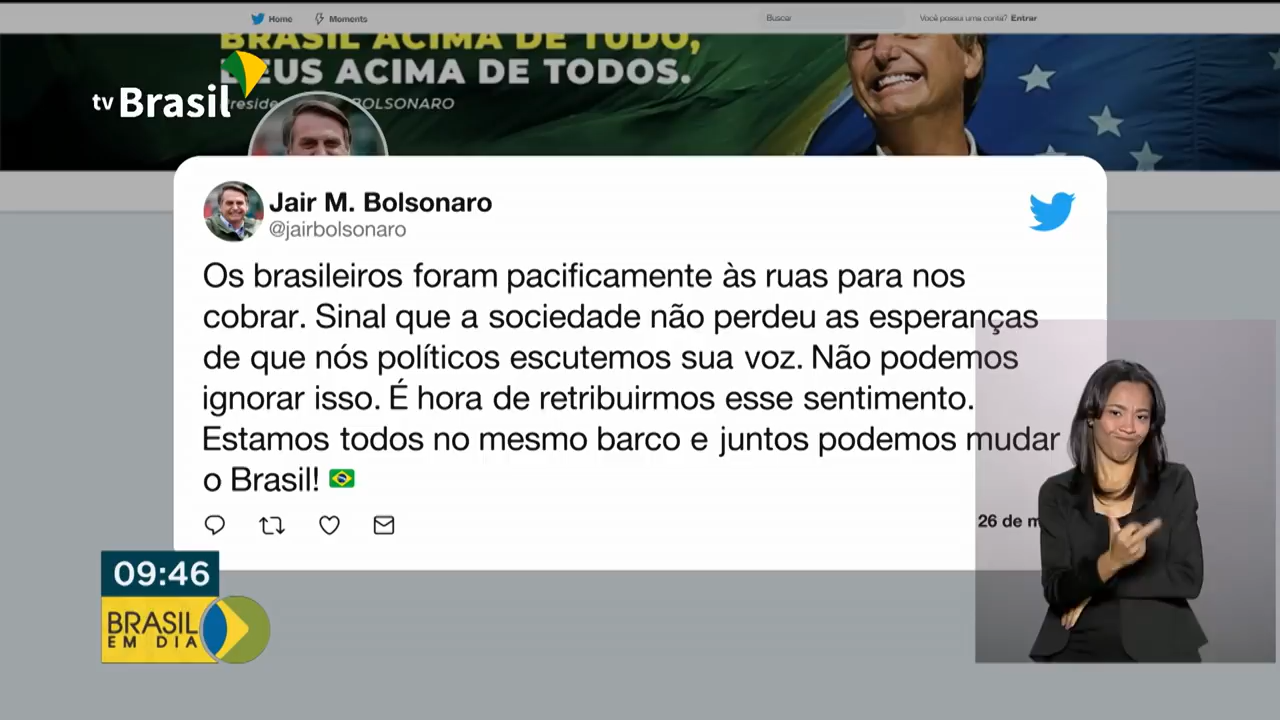 Home Moments Buscar Você possui uma conta? Entrar
BRASIL ACIMA DE TUDO,
DEUS ACIMA DE TODOS.
BOLSONARO
tv Brasil
Jair M. Bolsonaro
@jairbolsonaro
Os brasileiros foram pacificamente às ruas para nos
cobrar. Sinal que a sociedade não perdeu as esperanças
de que nós políticos escutemos sua voz. Não podemos
ignorar isso. É hora de retribuirmos esse sentimento.
Estamos todos no mesmo barco e juntos podemos mudar
o Brasil!
26 de m
09:46
BRASIL
EM DIA